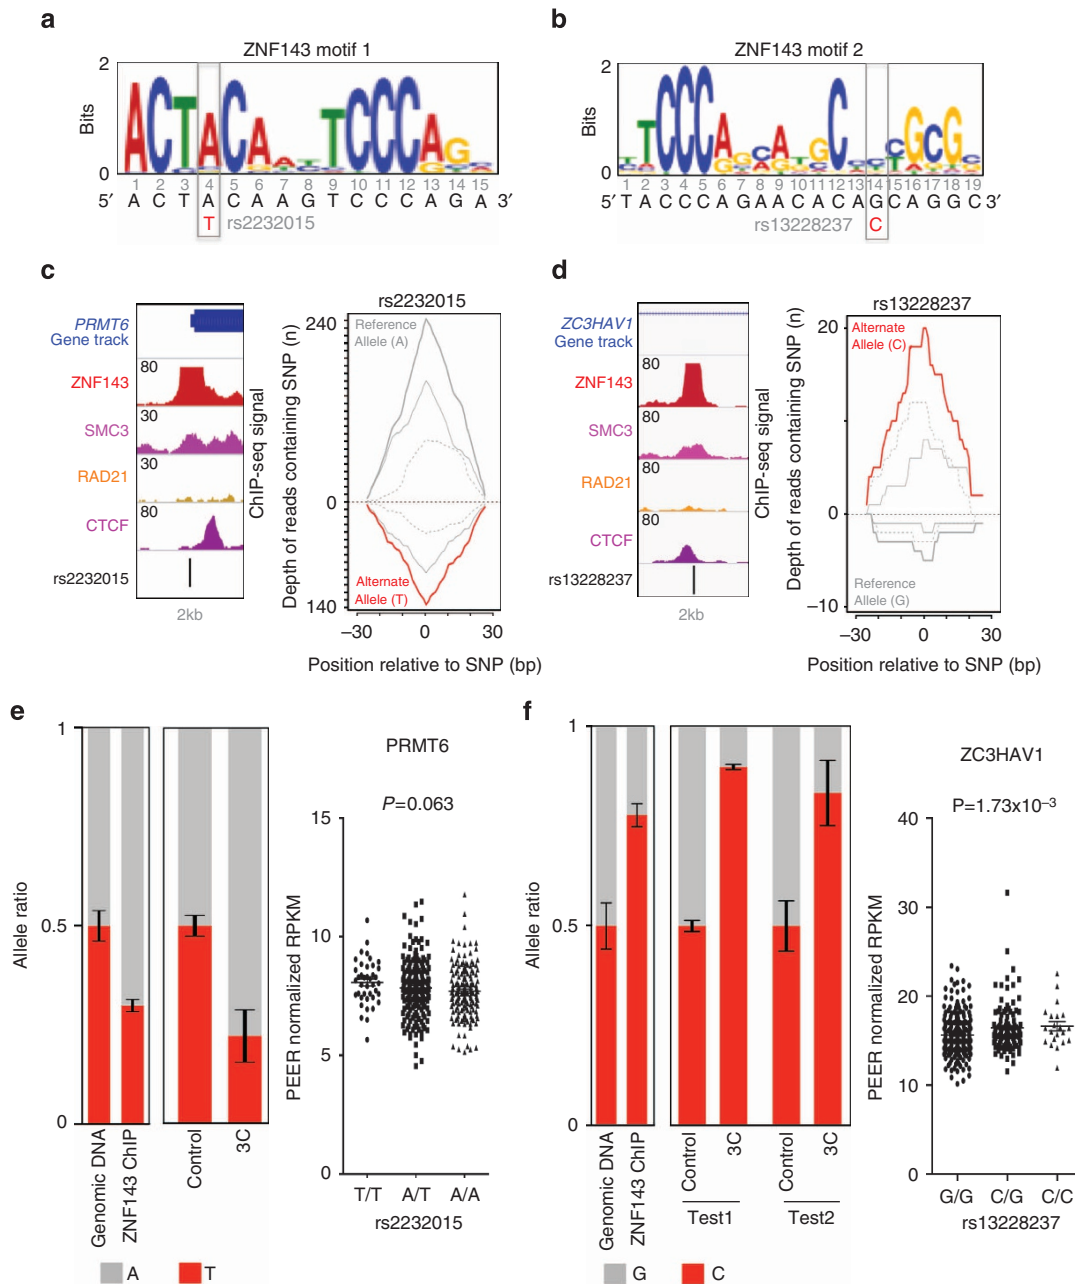 a
ZNF143 motif 1
2
Bits
0
ACTACAATTCCCAG
1 2 3 4 5 6 7 8 9 10 11 12 13 14 15
5′ A C T A C A A G T C C C A G A 3′
T rs2232015
b
ZNF143 motif 2
2
Bits
0
1 2 3 4 5 6 7 8 9 10 11 12 13 14 15 16 17 18 19
5′ T A C C C A G A A C A C A G C A G G C 3′
rs13228237 C
c
PRMT6
Gene track
80
ZNF143
30
SMC3
30
RAD21
80
CTCF
rs2232015
2kb
ChIP-seq signal
rs2232015
Depth of reads containing SNP (n)
240
0
140
Reference
Allele (A)
Alternate
Allele (T)
−30 0 30
Position relative to SNP (bp)
d
ZC3HAV1
Gene track
80
ZNF143
80
SMC3
80
RAD21
80
CTCF
rs13228237
2kb
ChIP-seq signal
rs13228237
Depth of reads containing SNP (n)
20
10
0
−10
Alternate
Allele (C)
Reference
Allele (G)
−30 0 30
Position relative to SNP (bp)
e
Allele ratio
1
0.5
0
Genomic DNA
ZNF143 ChIP
Control
3C
A T
PRMT6
P=0.063
PEER normalized RPKM
15
10
5
0
T/T A/T A/A
rs2232015
f
Allele ratio
1
0.5
0
Genomic DNA
ZNF143 ChIP
Control
3C
Control
3C
Test1 Test2
G C
ZC3HAV1
P=1.73x10⁻³
PEER normalized RPKM
40
30
20
10
0
G/G C/G C/C
rs13228237